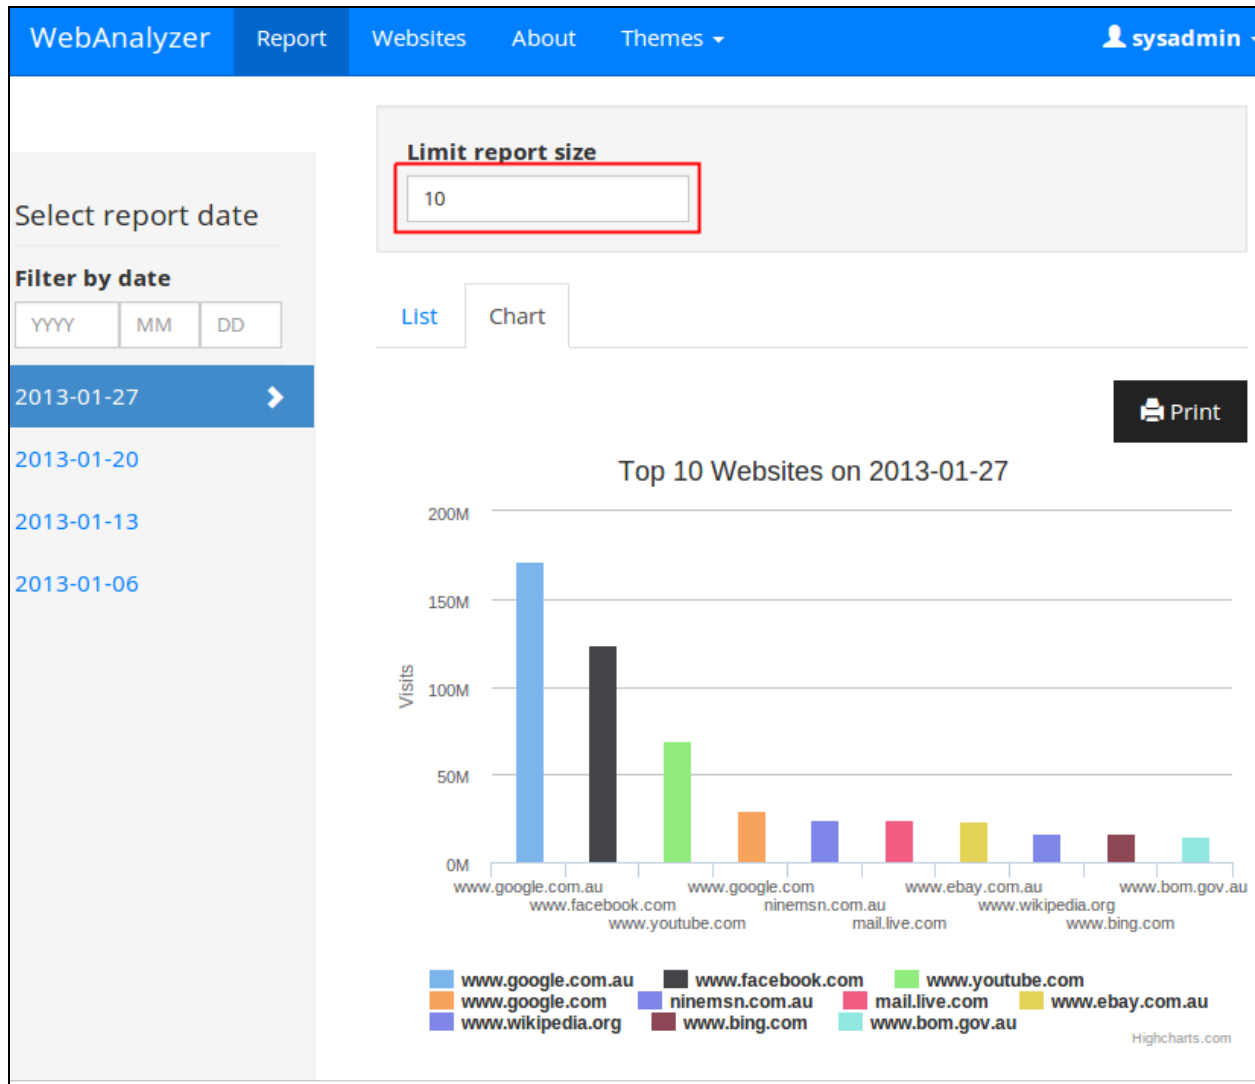 WebAnalyzer Report Websites About Themes sysadmin
Limit report size
10
Select report date
Filter by date
YYYY MM DD
2013-01-27
2013-01-20
2013-01-13
2013-01-06
List Chart
Print
Top 10 Websites on 2013-01-27
200M
150M
100M
50M
0M
Visits
www.google.com.au www.google.com www.ebay.com.au www.bom.gov.au
www.facebook.com ninemsn.com.au www.wikipedia.org
www.youtube.com mail.live.com www.bing.com
www.google.com.au www.facebook.com www.youtube.com
www.google.com ninemsn.com.au mail.live.com www.ebay.com.au
www.wikipedia.org www.bing.com www.bom.gov.au
Highcharts.com